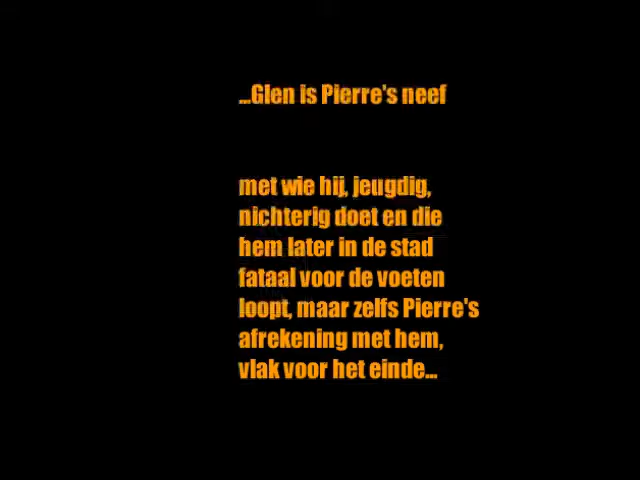 ...Glen is Pierre's neef
met wie hij, jeugdig,
nichterig doet en die
hem later in de stad
fataal voor de voeten
loopt, maar zelfs Pierre's
afrekening met hem,
vlak voor het einde...